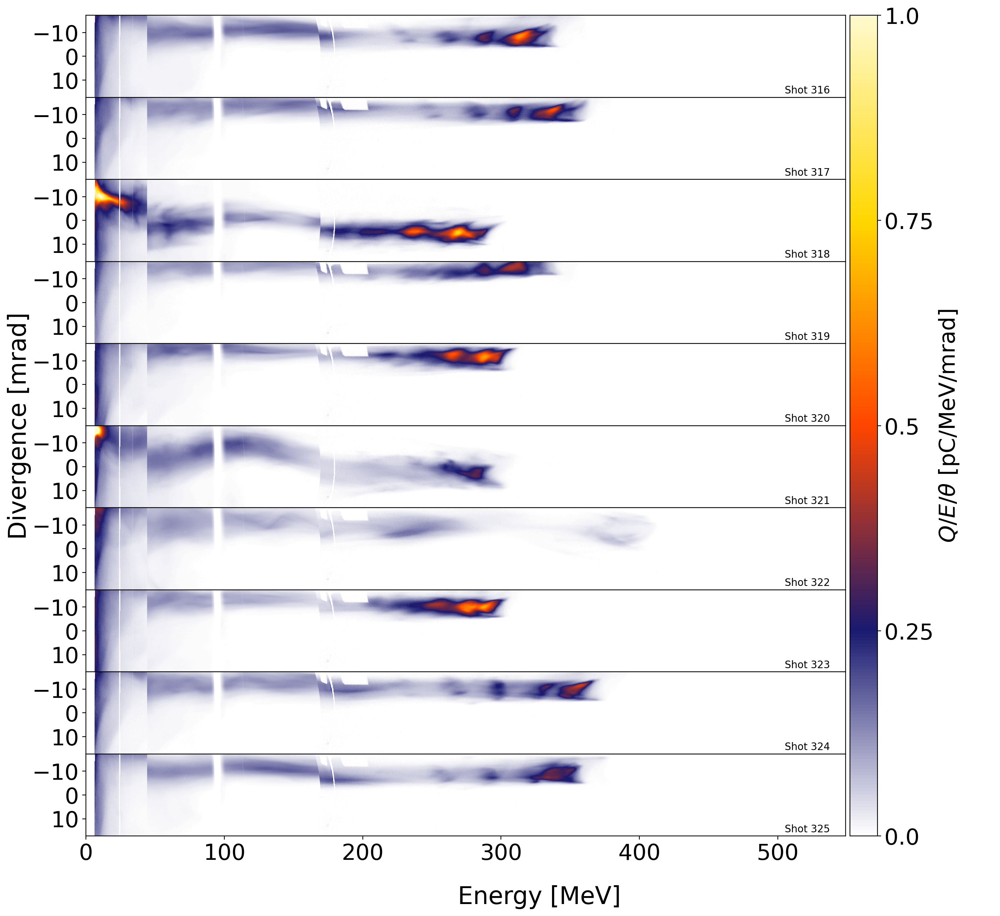 Divergence [mrad]
−10
0
10
Shot 316
−10
0
10
Shot 317
−10
0
10
Shot 318
−10
0
10
Shot 319
−10
0
10
Shot 320
−10
0
10
Shot 321
−10
0
10
Shot 322
−10
0
10
Shot 323
−10
0
10
Shot 324
−10
0
10
Shot 325
0 100 200 300 400 500
Energy [MeV]
1.0
0.75
0.5
0.25
0.0
Q/E/θ [pC/MeV/mrad]